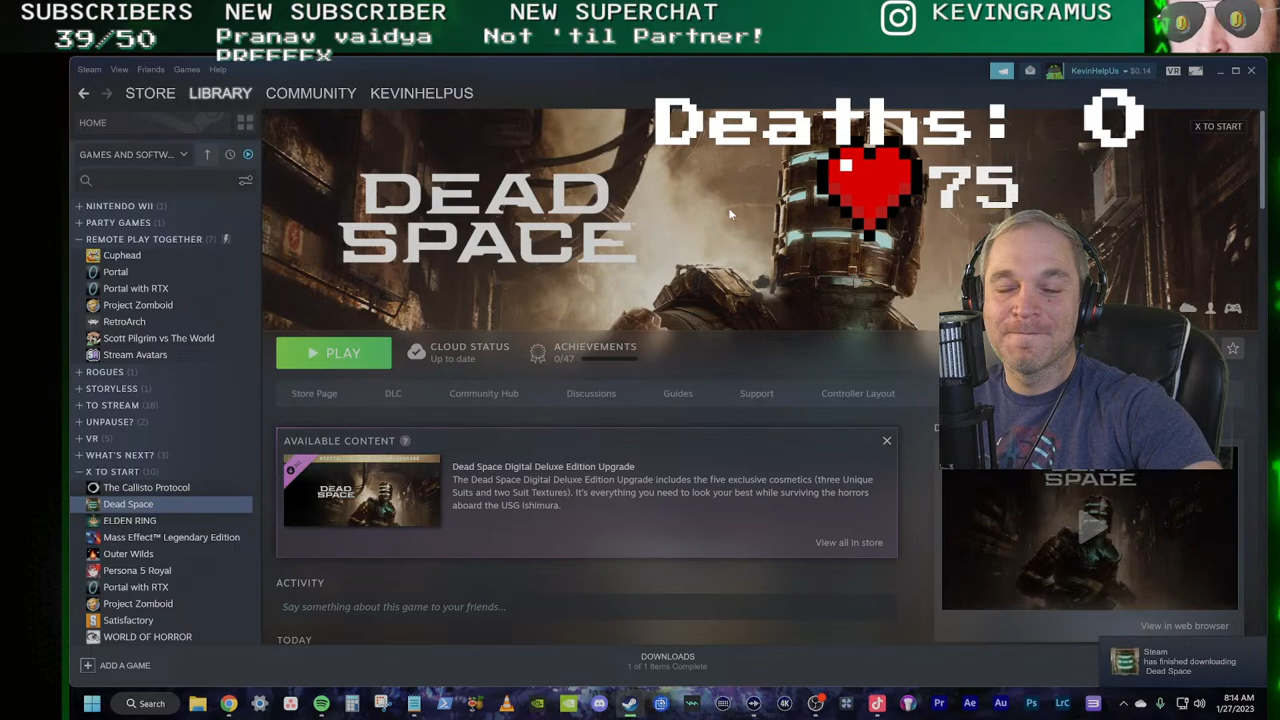 SUBSCRIBERS
39/50
NEW SUBSCRIBER
Pranav vaidya
NEW SUPERCHAT
Not 'til Partner!
KEVINGRAMUS
Steam View Friends Games Help
KevinHelpUs $0.14
VR
STORE LIBRARY COMMUNITY KEVINHELPUS
HOME
GAMES AND SOFTW...
NINTENDO WII (1)
PARTY GAMES (1)
REMOTE PLAY TOGETHER (7)
Cuphead
Portal
Portal with RTX
Project Zomboid
RetroArch
Scott Pilgrim vs The World
Stream Avatars
ROGUES (1)
STORYLESS (1)
TO STREAM (18)
UNPAUSE? (2)
VR (5)
WHAT'S NEXT? (3)
X TO START (10)
The Callisto Protocol
Dead Space
ELDEN RING
Mass Effect™ Legendary Edition
Outer Wilds
Persona 5 Royal
Portal with RTX
Project Zomboid
Satisfactory
WORLD OF HORROR
ADD A GAME
Deaths: 0
75
X TO START
DEAD
SPACE
PLAY
CLOUD STATUS
Up to date
ACHIEVEMENTS
0/47
Store Page DLC Community Hub Discussions Guides Support Controller Layout
AVAILABLE CONTENT ?
Dead Space Digital Deluxe Edition Upgrade
The Dead Space Digital Deluxe Edition Upgrade includes the five exclusive cosmetics (three Unique
Suits and two Suit Textures). It's everything you need to look your best while surviving the horrors
aboard the USG Ishimura.
View all in store
ACTIVITY
Say something about this game to your friends...
TODAY
DEAD
SPACE
View in web browser
DOWNLOADS
1 of 1 Items Complete
Steam
has finished downloading
Dead Space
Search
4K
Pr
Ae
Au
Ps
Lrc
8:14 AM
1/27/2023